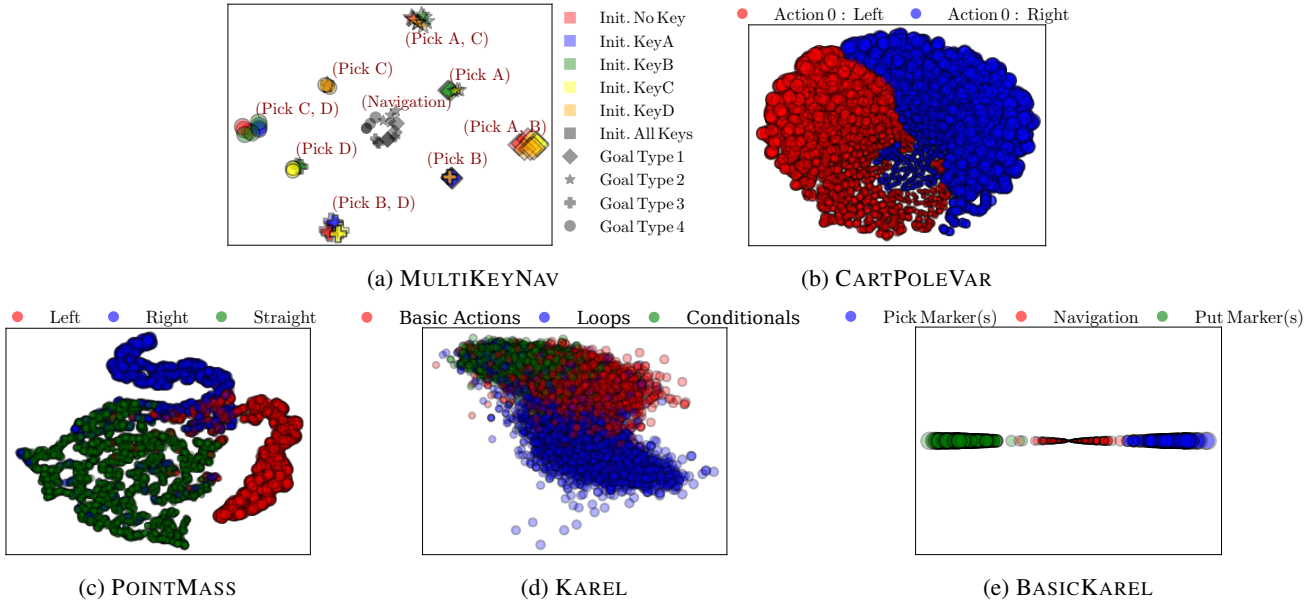 (Pick A, C)
(Pick C)
(Pick A)
(Navigation)
(Pick C, D)
(Pick A, B)
(Pick D)
(Pick B)
(Pick B, D)
Init. No Key
Init. KeyA
Init. KeyB
Init. KeyC
Init. KeyD
Init. All Keys
Goal Type 1
Goal Type 2
Goal Type 3
Goal Type 4
(a) MULTIKEYNAV
Action 0 : Left Action 0 : Right
(b) CARTPOLEVAR
Left Right Straight
(c) POINTMASS
Basic Actions Loops Conditionals
(d) KAREL
Pick Marker(s) Navigation Put Marker(s)
(e) BASICKAREL